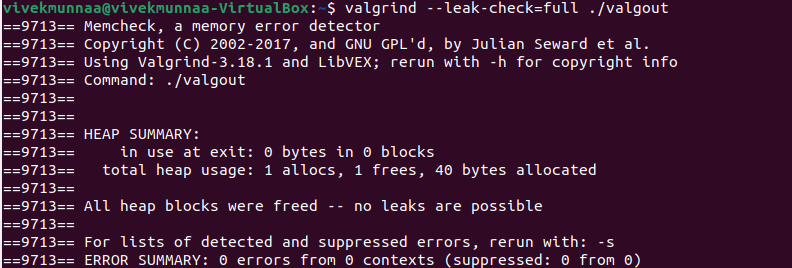 vivekmunnaa@vivekmunnaa-VirtualBox:~$ valgrind --leak-check=full ./valgout
==9713== Memcheck, a memory error detector
==9713== Copyright (C) 2002-2017, and GNU GPL'd, by Julian Seward et al.
==9713== Using Valgrind-3.18.1 and LibVEX; rerun with -h for copyright info
==9713== Command: ./valgout
==9713==
==9713==
==9713== HEAP SUMMARY:
==9713==     in use at exit: 0 bytes in 0 blocks
==9713==   total heap usage: 1 allocs, 1 frees, 40 bytes allocated
==9713==
==9713== All heap blocks were freed -- no leaks are possible
==9713==
==9713== For lists of detected and suppressed errors, rerun with: -s
==9713== ERROR SUMMARY: 0 errors from 0 contexts (suppressed: 0 from 0)